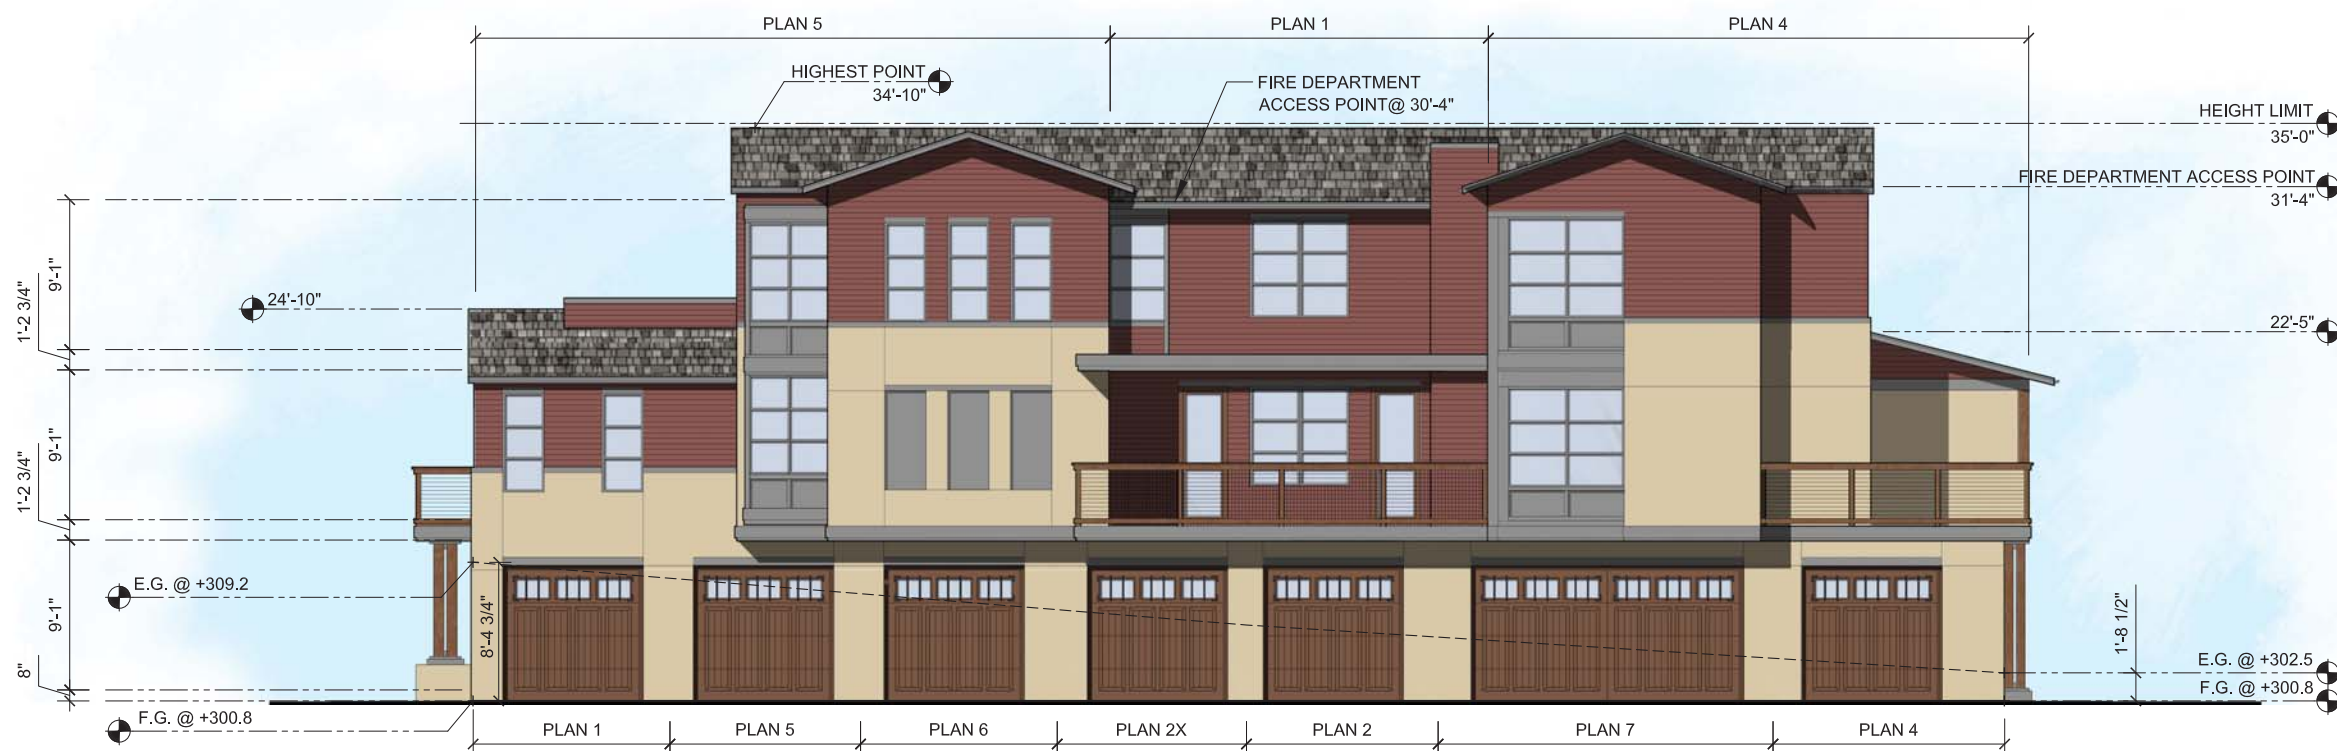 PLAN 5
PLAN 1
PLAN 4
HIGHEST POINT
34'-10"
FIRE DEPARTMENT
ACCESS POINT@ 30'-4"
HEIGHT LIMIT
35'-0"
FIRE DEPARTMENT ACCESS POINT
31'-4"
9'-1"
1'-2 3/4"
24'-10"
22'-5"
9'-1"
1'-2 3/4"
E.G. @ +309.2
9'-1"
8'-4 3/4"
1'-8 1/2"
8"
E.G. @ +302.5
F.G. @ +300.8
F.G. @ +300.8
PLAN 1
PLAN 5
PLAN 6
PLAN 2X
PLAN 2
PLAN 7
PLAN 4